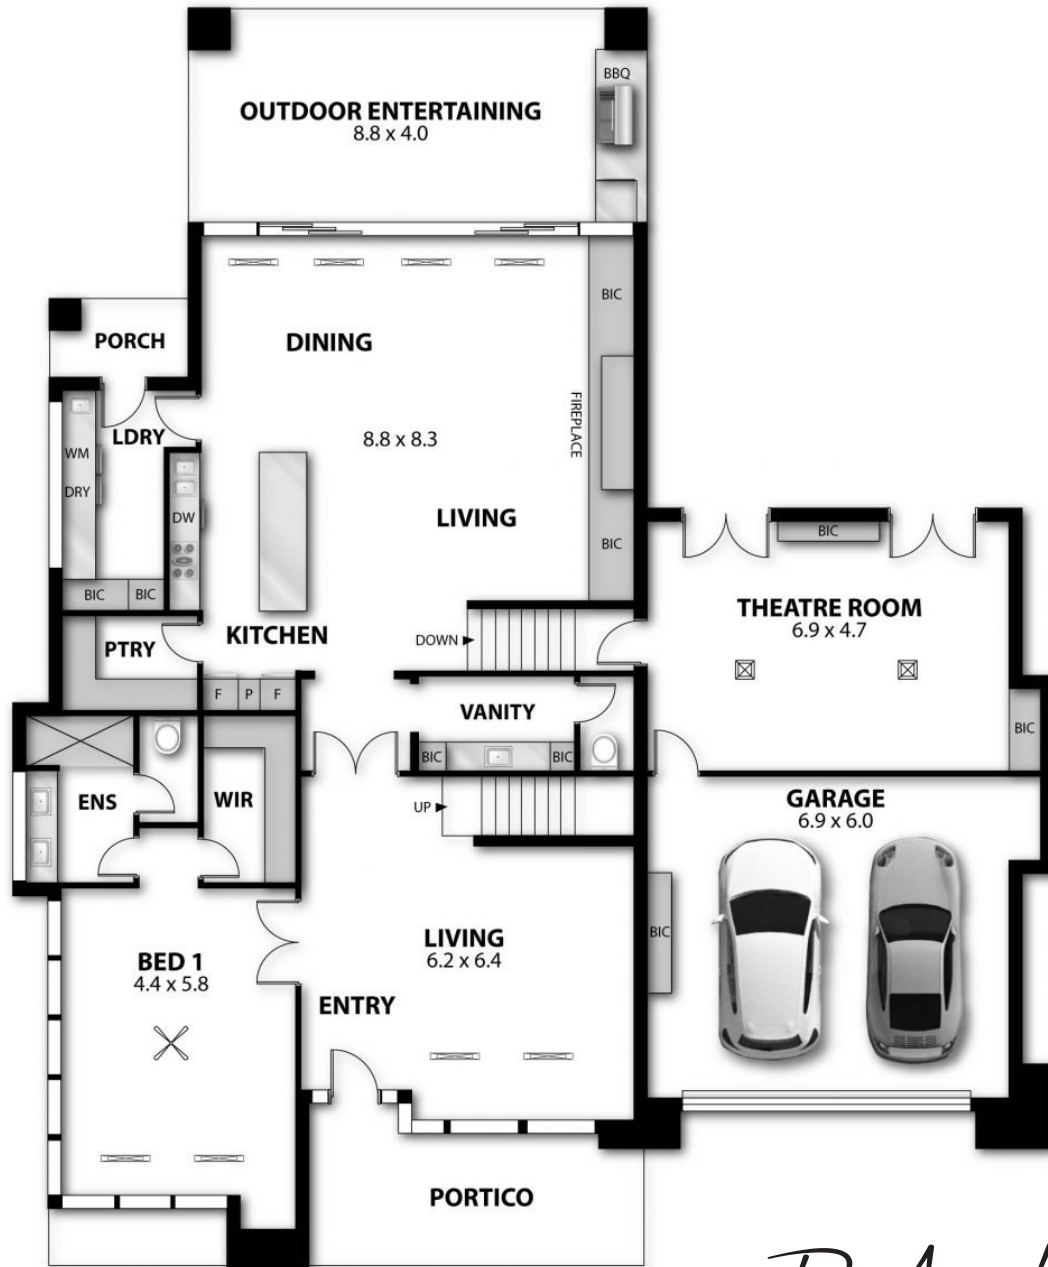 BBQ
OUTDOOR ENTERTAINING
8.8 x 4.0
BIC
PORCH
DINING
FIREPLACE
LDRY
8.8 x 8.3
WM
DRY
DW
LIVING
BIC
BIC
BIC BIC
THEATRE ROOM
6.9 x 4.7
KITCHEN
DOWN
PTRY
F P F
VANITY
BIC
BIC BIC
ENS
WIR
UP
GARAGE
6.9 x 6.0
BIC
LIVING
6.2 x 6.4
BED 1
4.4 x 5.8
ENTRY
PORTICO